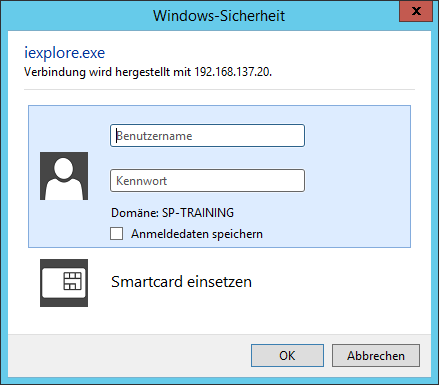 Windows-Sicherheit
iexplore.exe
Verbindung wird hergestellt mit 192.168.137.20.
Benutzername
Kennwort
Domäne: SP-TRAINING
Anmeldedaten speichern
Smartcard einsetzen
OK
Abbrechen